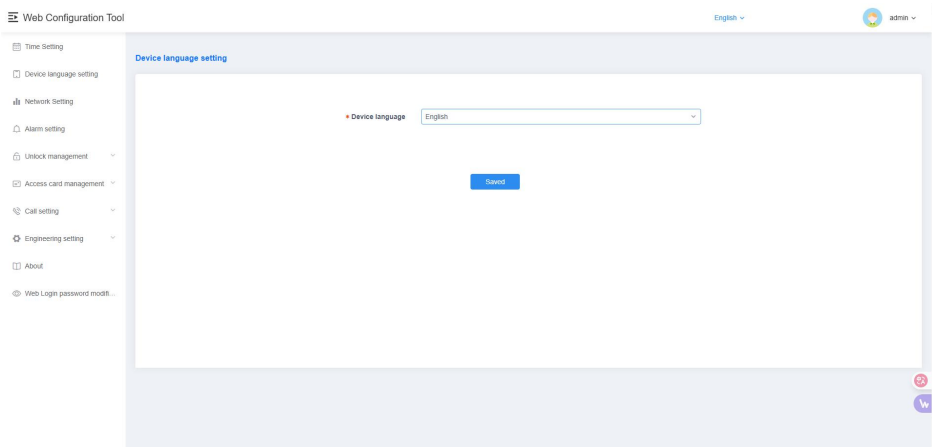 Web Configuration Tool
English
admin
Time Setting
Device language setting
Network Setting
Alarm setting
Unlock management
Access card management
Call setting
Engineering setting
About
Web Login password modifi...
Device language setting
* Device language
English
Saved